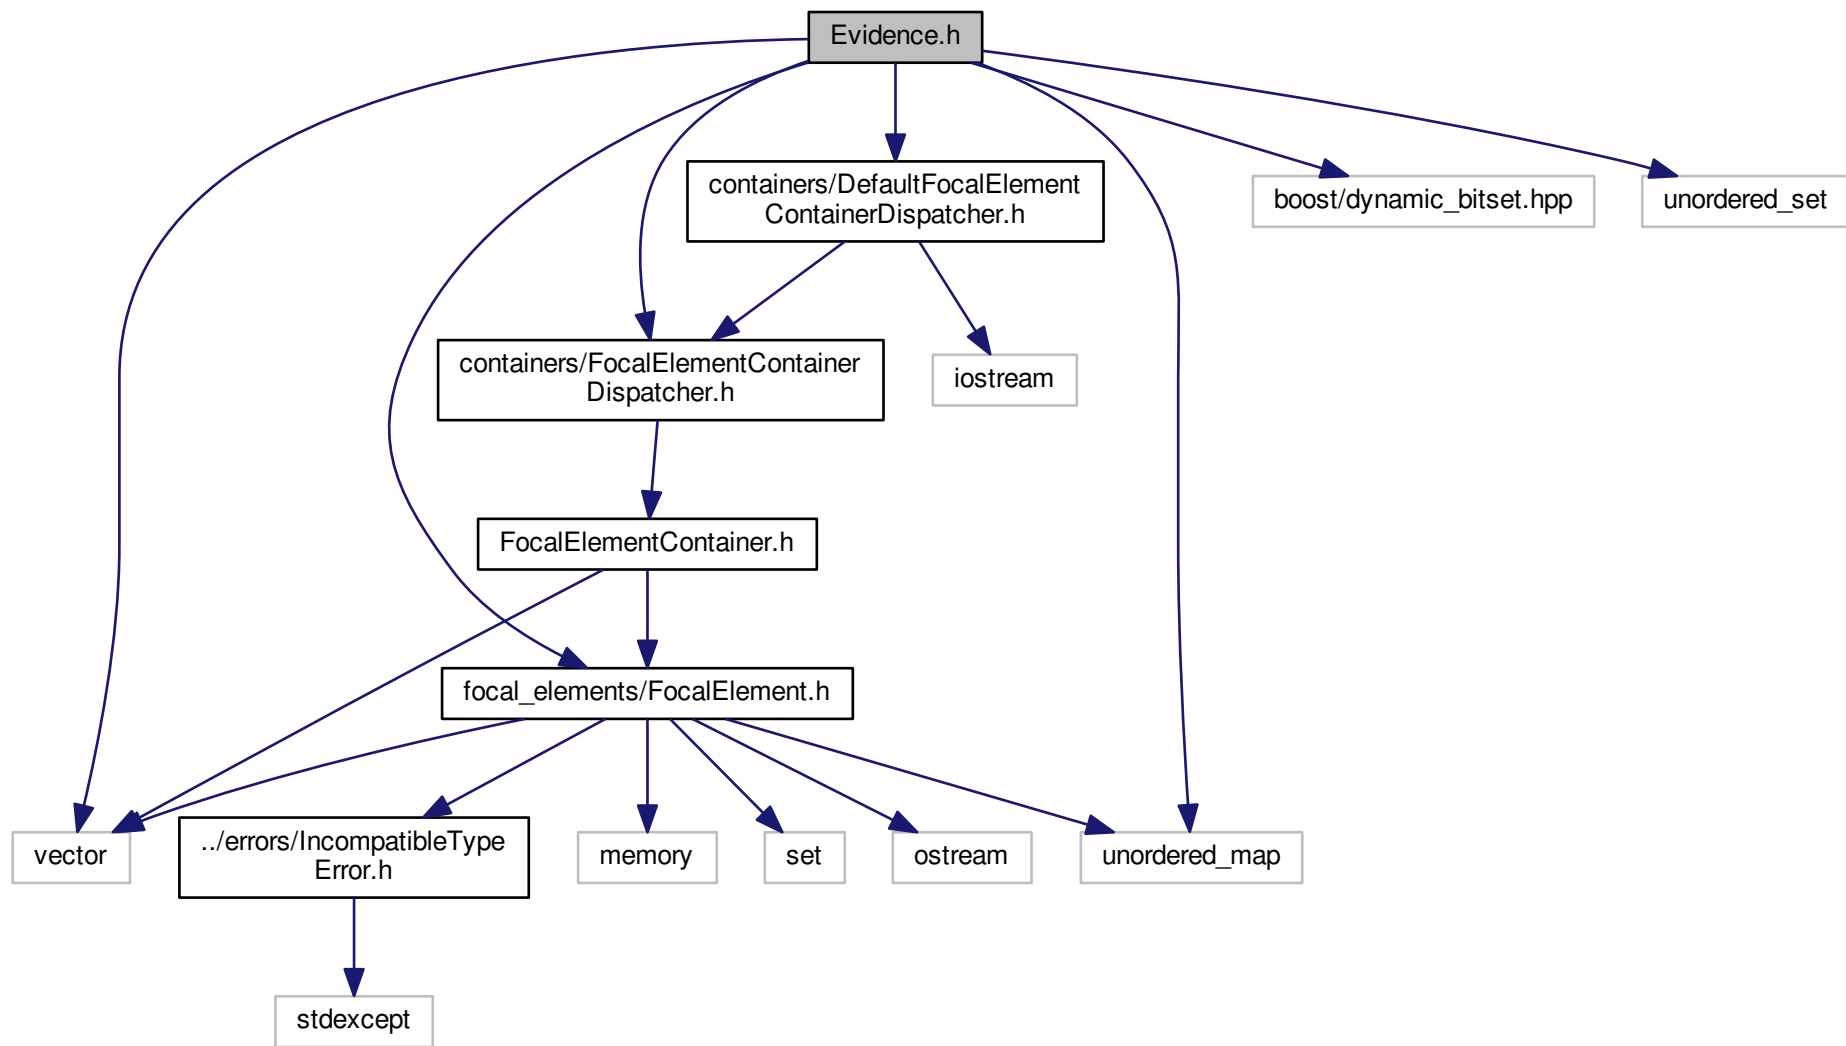 Evidence.h
containers/DefaultFocalElement
ContainerDispatcher.h
boost/dynamic_bitset.hpp
unordered_set
containers/FocalElementContainer
Dispatcher.h
iostream
FocalElementContainer.h
focal_elements/FocalElement.h
vector
../errors/IncompatibleType
Error.h
memory
set
ostream
unordered_map
stdexcept